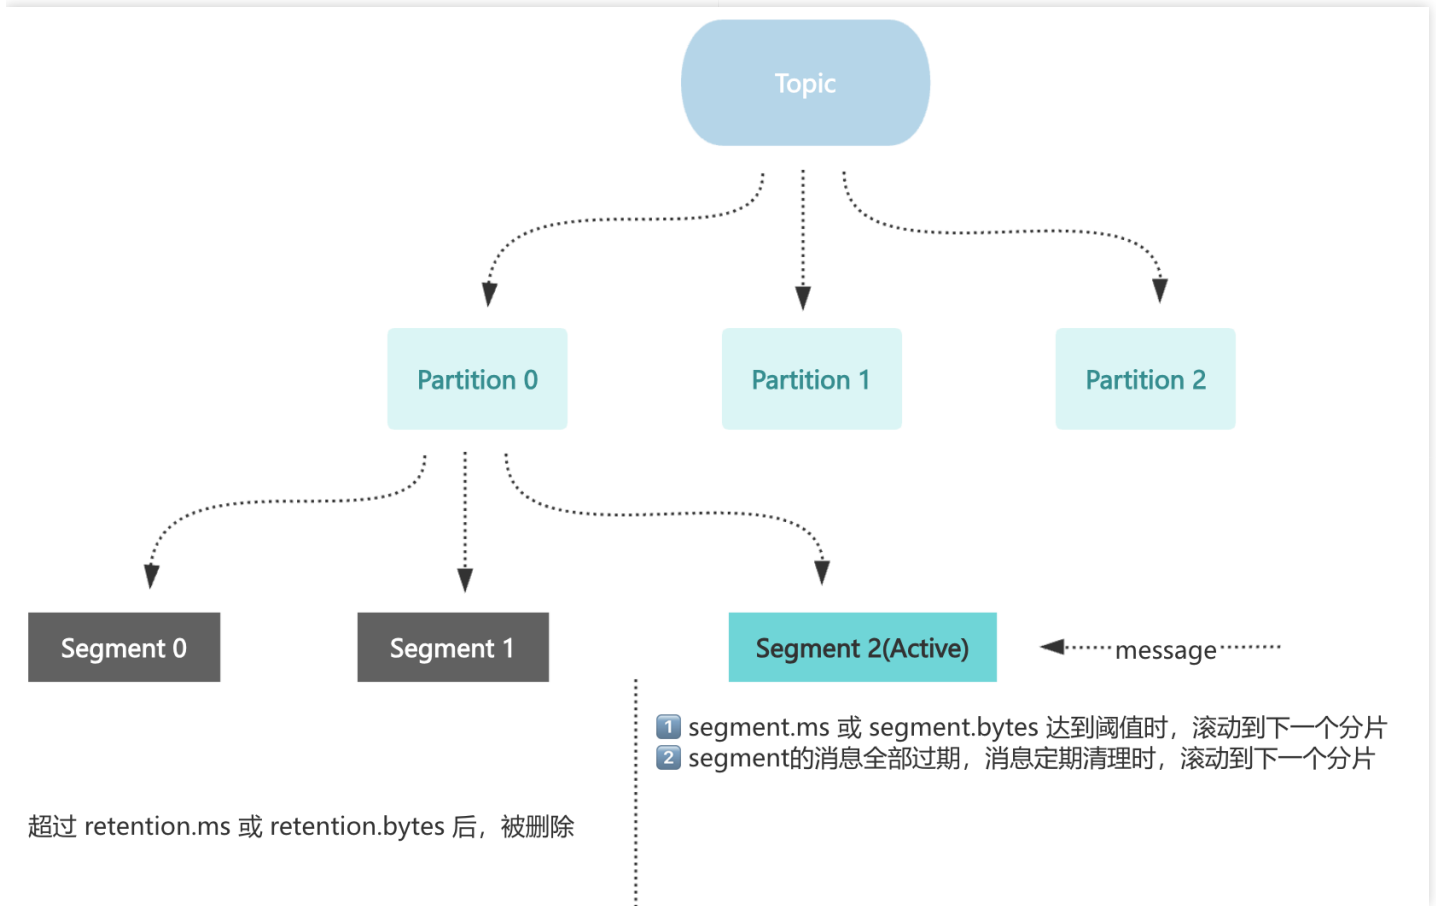 Topic
Partition 0
Partition 1
Partition 2
Segment 0
Segment 1
Segment 2(Active)
message
1 segment.ms 或 segment.bytes 达到阈值时，滚动到下一个分片
2 segment的消息全部过期，消息定期清理时，滚动到下一个分片
超过 retention.ms 或 retention.bytes 后，被删除